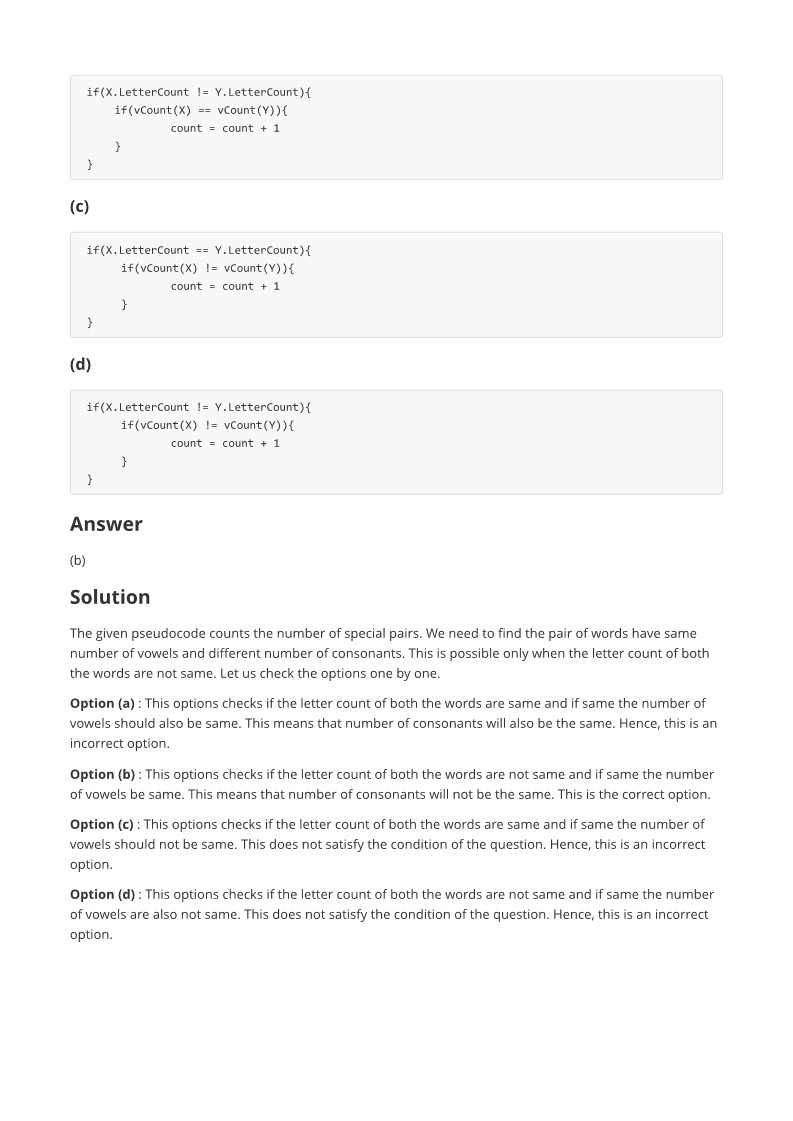 if(X.LetterCount != Y.LetterCount){
    if(vCount(X) == vCount(Y)){
            count = count + 1
    }
}
(c)
if(X.LetterCount == Y.LetterCount){
     if(vCount(X) != vCount(Y)){
            count = count + 1
     }
}
(d)
if(X.LetterCount != Y.LetterCount){
     if(vCount(X) != vCount(Y)){
            count = count + 1
     }
}
Answer
(b)
Solution
The given pseudocode counts the number of special pairs. We need to find the pair of words have same
number of vowels and different number of consonants. This is possible only when the letter count of both
the words are not same. Let us check the options one by one.
Option (a) : This options checks if the letter count of both the words are same and if same the number of
vowels should also be same. This means that number of consonants will also be the same. Hence, this is an
incorrect option.
Option (b) : This options checks if the letter count of both the words are not same and if same the number
of vowels be same. This means that number of consonants will not be the same. This is the correct option.
Option (c) : This options checks if the letter count of both the words are same and if same the number of
vowels should not be same. This does not satisfy the condition of the question. Hence, this is an incorrect
option.
Option (d) : This options checks if the letter count of both the words are not same and if same the number
of vowels are also not same. This does not satisfy the condition of the question. Hence, this is an incorrect
option.